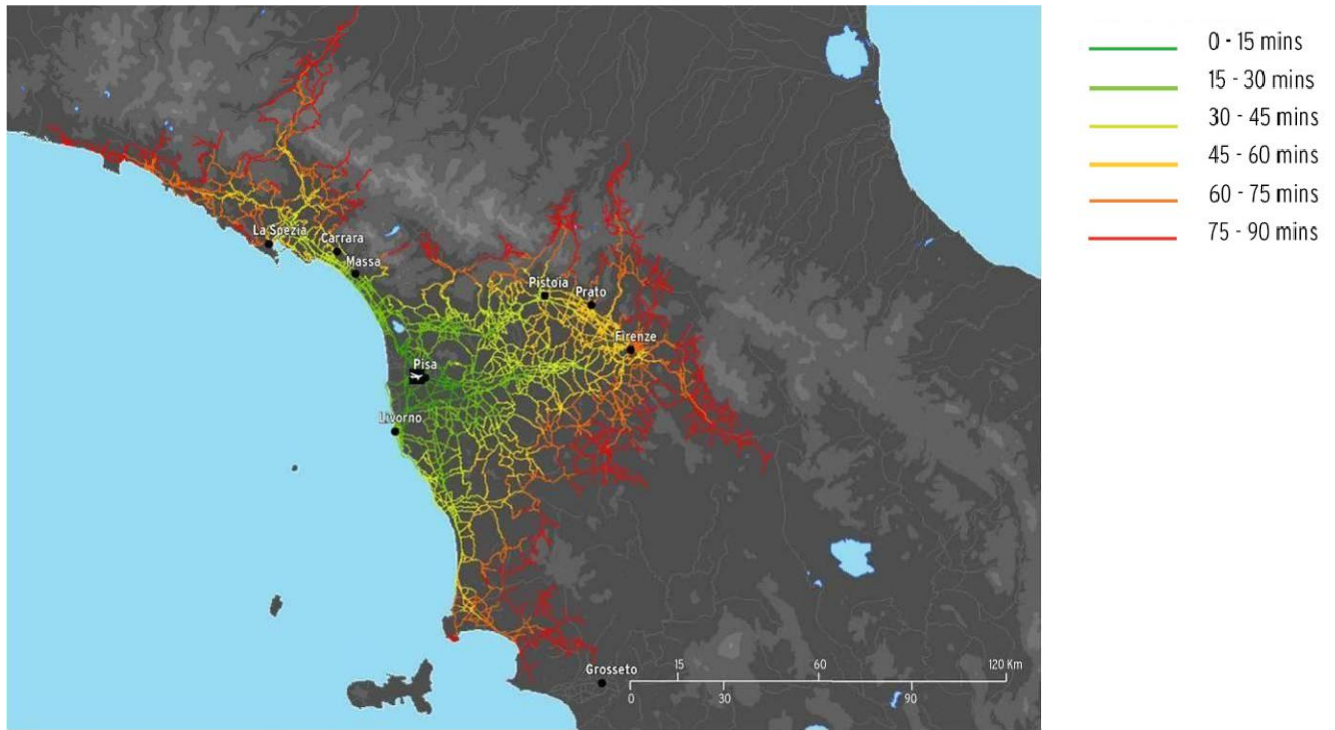 0 - 15 mins
15 - 30 mins
30 - 45 mins
45 - 60 mins
60 - 75 mins
75 - 90 mins
La Spezia
Carrara
Massa
Pistoia
Prato
Firenze
Pisa
Livorno
Grosseto
15 60 120 Km
0 30 90